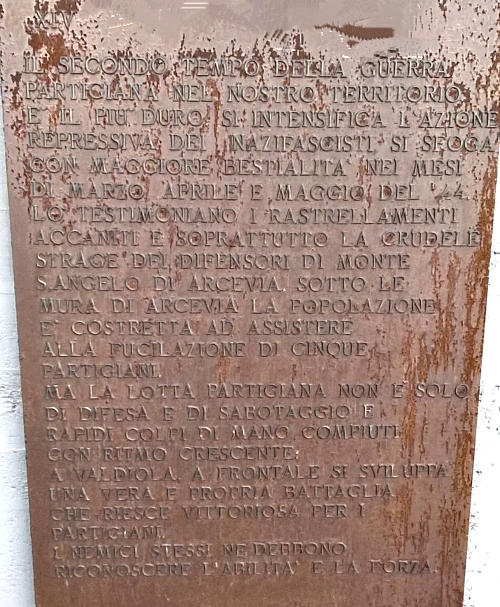 XIV
IL SECONDO TEMPO DELLA GUERRA
PARTIGIANA NEL NOSTRO TERRITORIO
E IL PIU' DURO. SI INTENSIFICA L'AZIONE
REPRESSIVA DEI NAZIFASCISTI. SI SFOGA
CON MAGGIORE BESTIALITA' NEI MESI
DI MARZO, APRILE E MAGGIO DEL '44.
LO TESTIMONIANO I RASTRELLAMENTI
ACCANITI E SOPRATTUTTO LA CRUDELE
STRAGE DEI DIFENSORI DI MONTE
S.ANGELO DI ARCEVIA. SOTTO LE
MURA DI ARCEVIA LA POPOLAZIONE
E' COSTRETTA AD ASSISTERE
ALLA FUCILAZIONE DI CINQUE
PARTIGIANI.
MA LA LOTTA PARTIGIANA NON E' SOLO
DI DIFESA E DI SABOTAGGIO E
RAPIDI COLPI DI MANO, COMPIUTI
CON RITMO CRESCENTE;
A VALDIOLA, A FRONTALE SI SVILUPPA
UNA VERA E PROPRIA BATTAGLIA
CHE RIESCE VITTORIOSA PER I
PARTIGIANI.
I NEMICI STESSI NE DEBBONO
RICONOSCERE L'ABILITA' E LA FORZA.